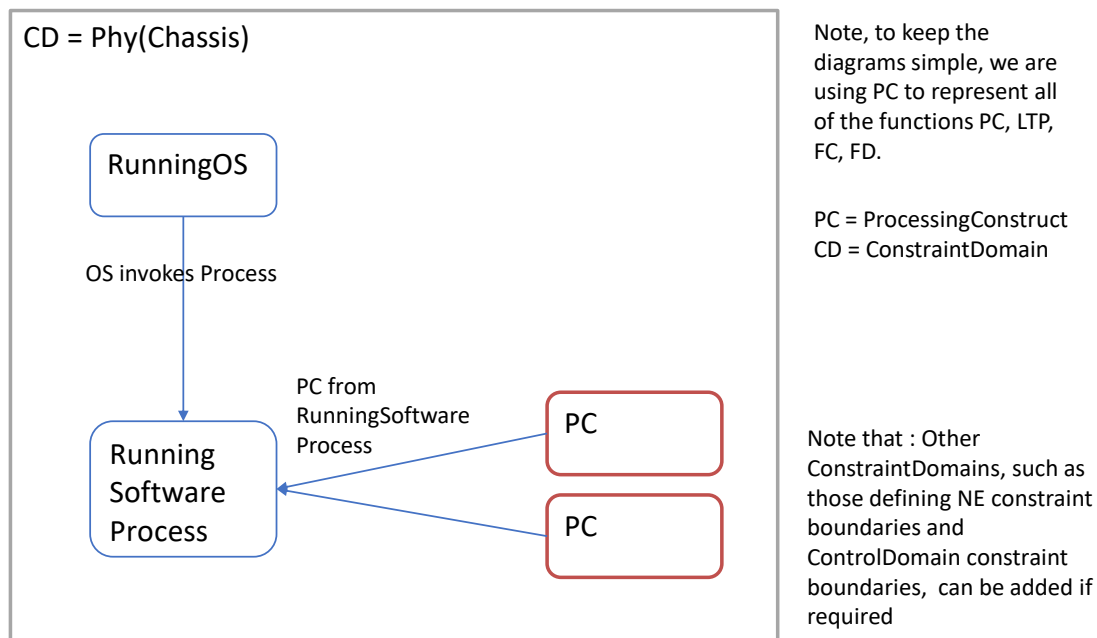 CD = Phy(Chassis)
RunningOS
OS invokes Process
PC from
RunningSoftware
Process
Running
Software
Process
PC
PC
Note, to keep the
diagrams simple, we are
using PC to represent all
of the functions PC, LTP,
FC, FD.
PC = ProcessingConstruct
CD = ConstraintDomain
Note that : Other
ConstraintDomains, such as
those defining NE constraint
boundaries and
ControlDomain constraint
boundaries,  can be added if
required